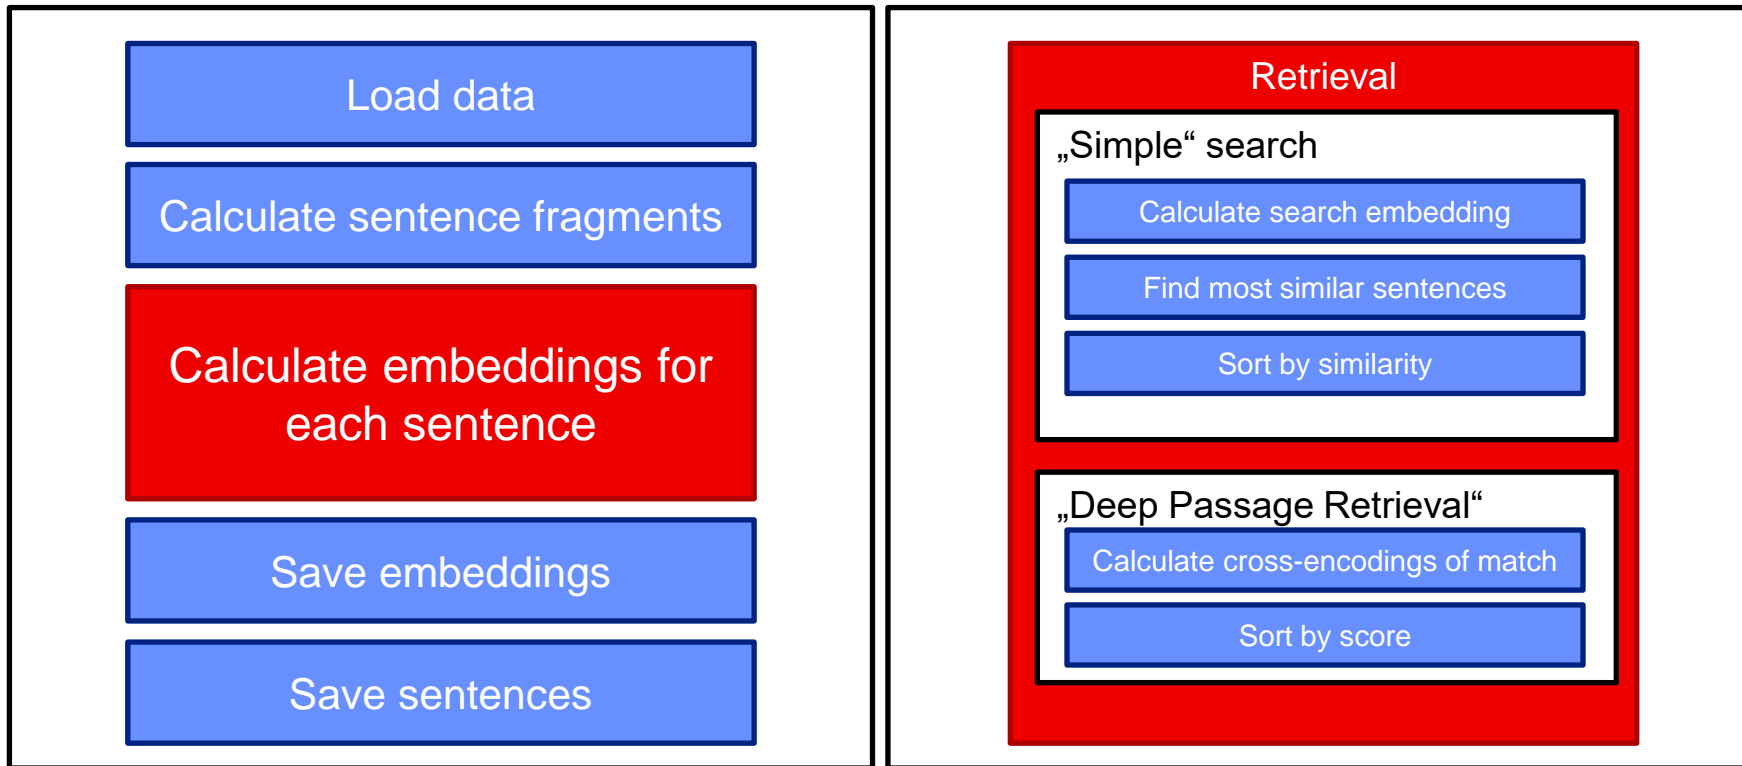 Load data
Calculate sentence fragments
Calculate embeddings for
each sentence
Save embeddings
Save sentences
Retrieval
„Simple“ search
Calculate search embedding
Find most similar sentences
Sort by similarity
„Deep Passage Retrieval“
Calculate cross-encodings of match
Sort by score